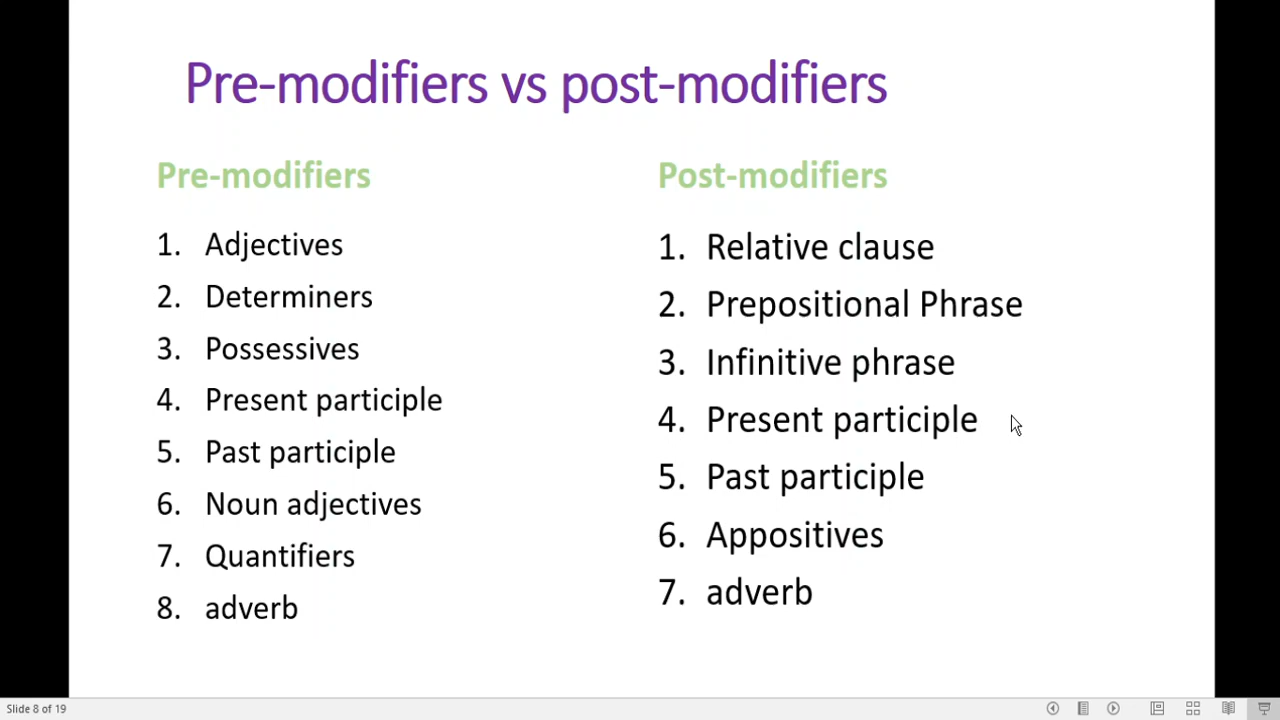 Pre-modifiers vs post-modifiers
Pre-modifiers
1. Adjectives
2. Determiners
3. Possessives
4. Present participle
5. Past participle
6. Noun adjectives
7. Quantifiers
8. adverb
Post-modifiers
1. Relative clause
2. Prepositional Phrase
3. Infinitive phrase
4. Present participle
5. Past participle
6. Appositives
7. adverb
Slide 8 of 19